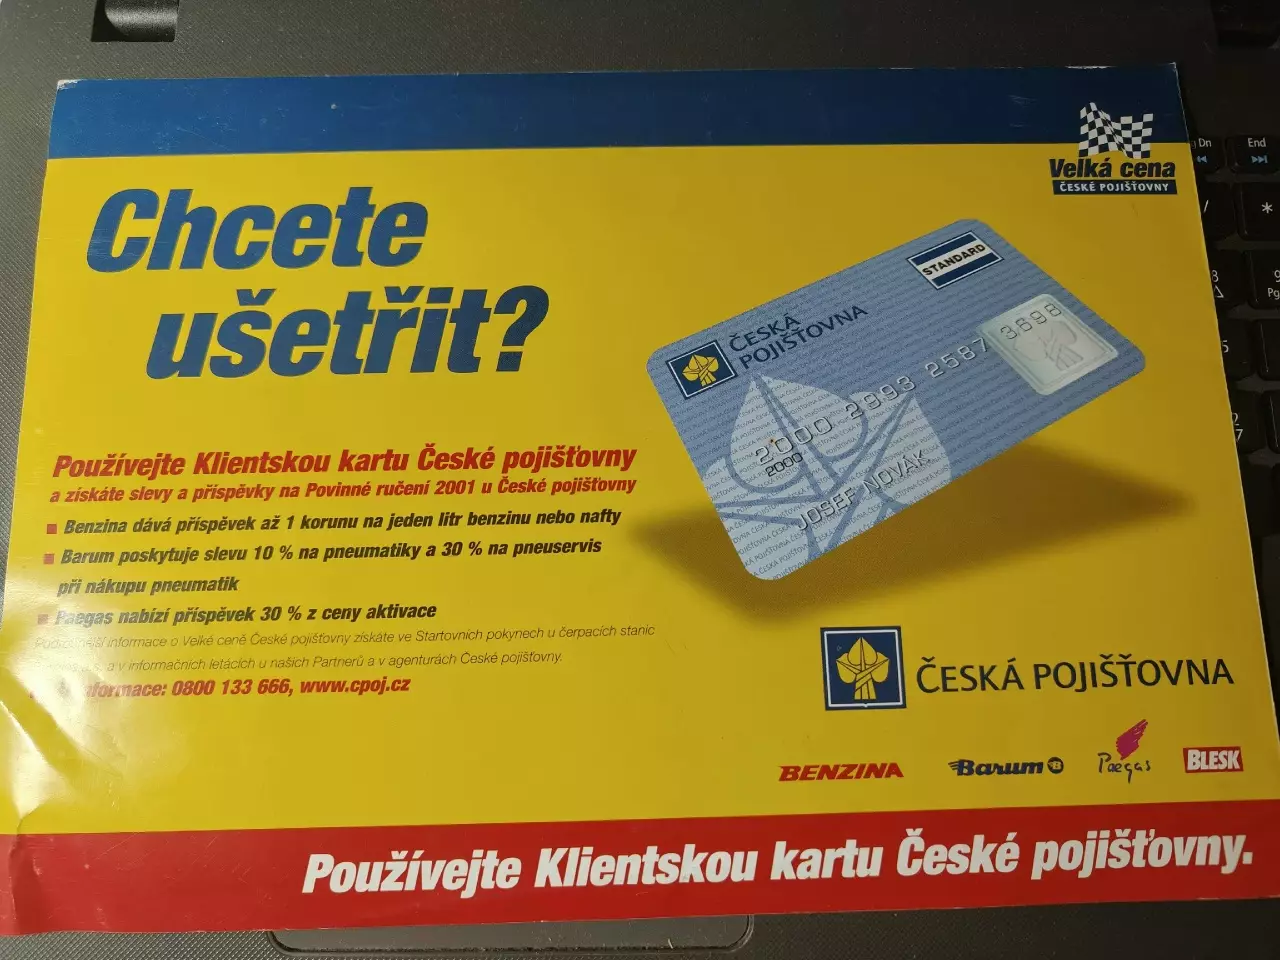 Velká cena
ČESKÉ POJIŠŤOVNY
Chcete
ušetřit?
STANDARD
ČESKÁ
POJIŠŤOVNA
2000 2993 2587 3698
2000
JOSEF NOVÁK
Používejte Klientskou kartu České pojišťovny
a získáte slevy a příspěvky na Povinné ručení 2001 u České pojišťovny
Benzina dává příspěvek až 1 korunu na jeden litr benzinu nebo nafty
Barum poskytuje slevu 10 % na pneumatiky a 30 % na pneuservis
při nákupu pneumatik
Paegas nabízí příspěvek 30 % z ceny aktivace
informace o Velké ceně České pojišťovny získáte ve Startovních pokynech u čerpacích stanic
a.s. a v informačních letácích u našich Partnerů a v agenturách České pojišťovny.
informace: 0800 133 666, www.cpoj.cz
ČESKÁ POJIŠŤOVNA
BENZINA Barum Paegas BLESK
Používejte Klientskou kartu České pojišťovny.
Dn
End